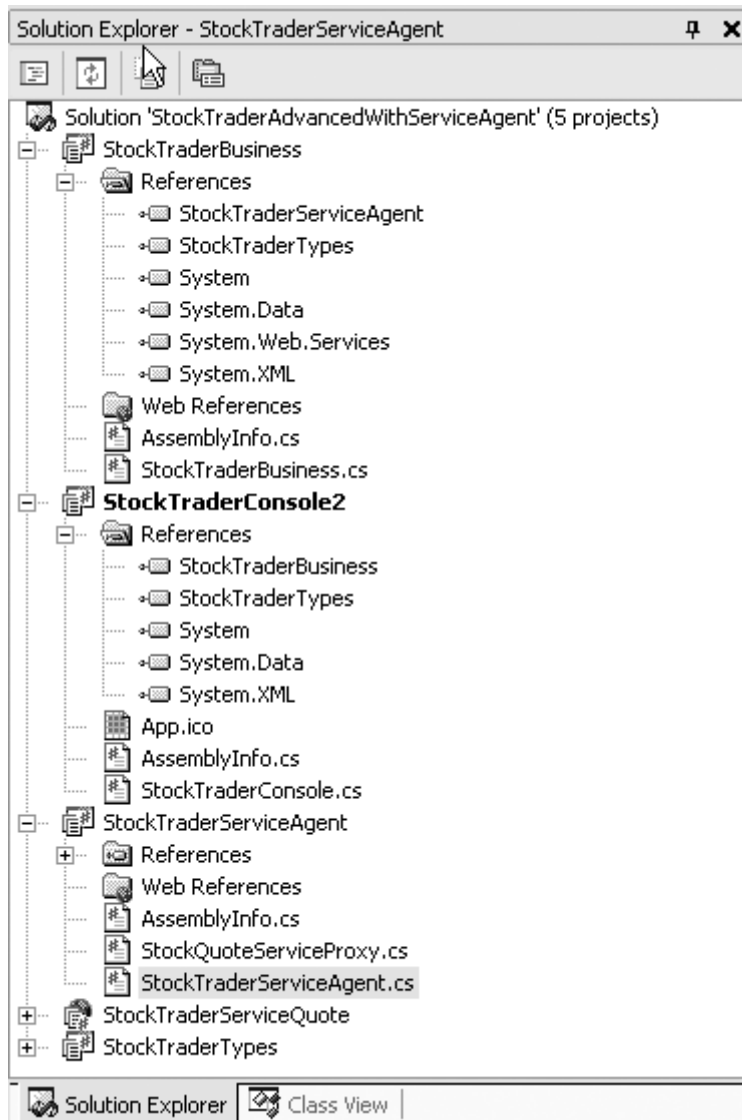 Solution Explorer - StockTraderServiceAgent
Solution 'StockTraderAdvancedWithServiceAgent' (5 projects)
StockTraderBusiness
References
StockTraderServiceAgent
StockTraderTypes
System
System.Data
System.Web.Services
System.XML
Web References
AssemblyInfo.cs
StockTraderBusiness.cs
StockTraderConsole2
References
StockTraderBusiness
StockTraderTypes
System
System.Data
System.XML
App.ico
AssemblyInfo.cs
StockTraderConsole.cs
StockTraderServiceAgent
References
Web References
AssemblyInfo.cs
StockQuoteServiceProxy.cs
StockTraderServiceAgent.cs
StockTraderServiceQuote
StockTraderTypes
Solution Explorer Class View